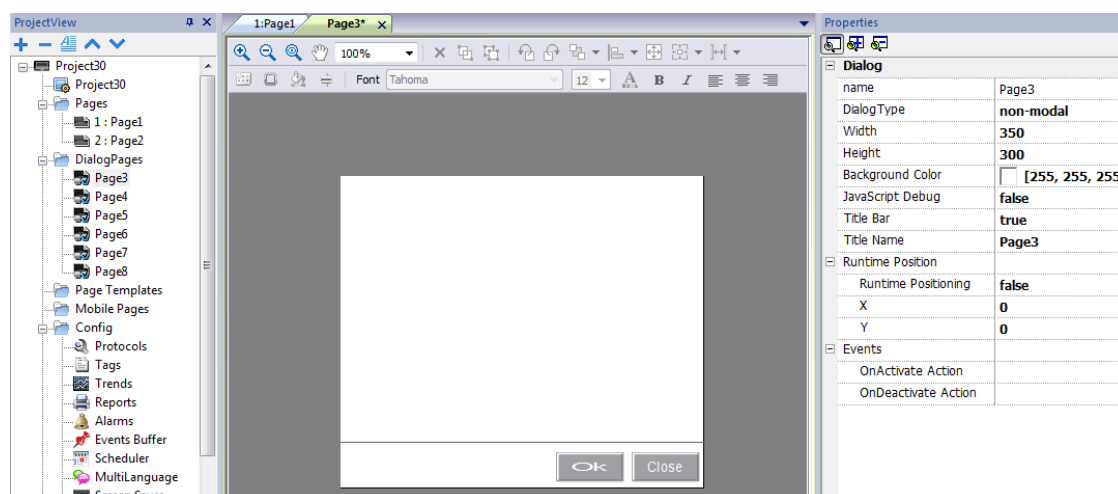 ProjectView
Project30
Project30
Pages
1 : Page1
2 : Page2
DialogPages
Page3
Page4
Page5
Page6
Page7
Page8
Page Templates
Mobile Pages
Config
Protocols
Tags
Trends
Reports
Alarms
Events Buffer
Scheduler
MultiLanguage
1:Page1 Page3*
100%
Font Tahoma 12 A B I
Ok Close
Properties
Dialog
name Page3
DialogType non-modal
Width 350
Height 300
Background Color [255, 255, 255
JavaScript Debug false
Title Bar true
Title Name Page3
Runtime Position
Runtime Positioning false
X 0
Y 0
Events
OnActivate Action
OnDeactivate Action